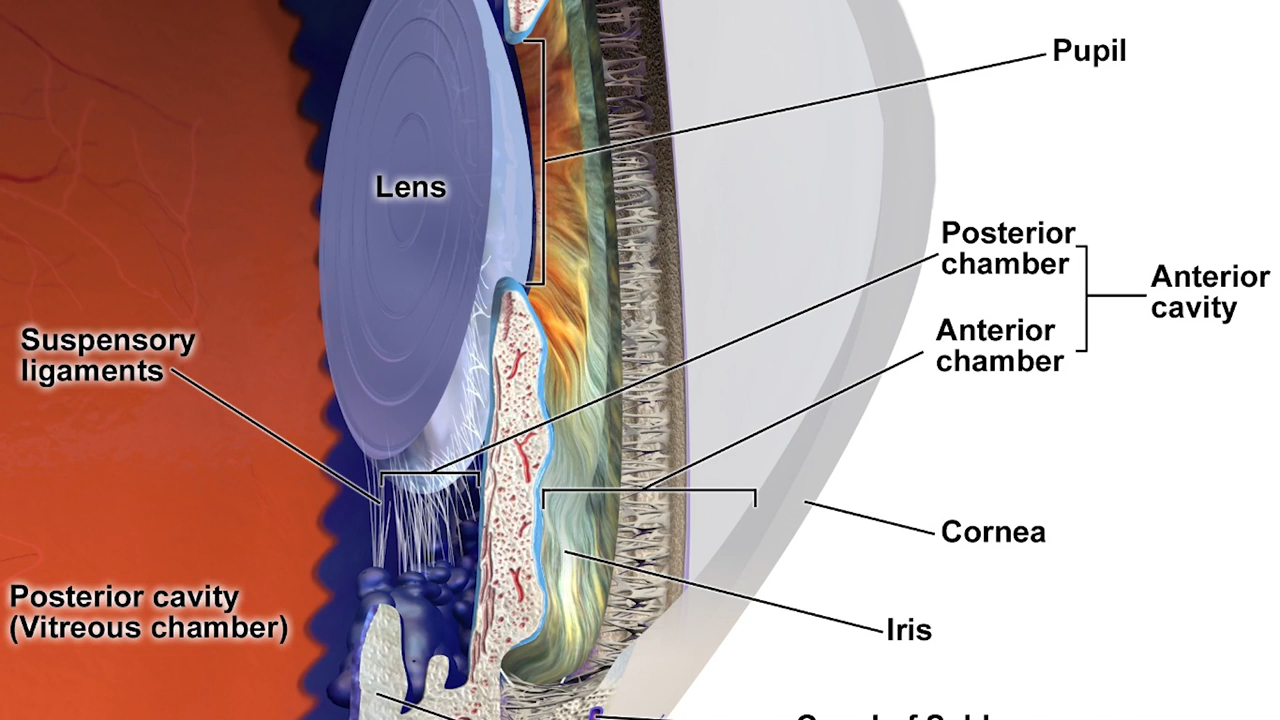 Pupil
Lens
Posterior
chamber
Anterior
cavity
Anterior
chamber
Suspensory
ligaments
Cornea
Posterior cavity
(Vitreous chamber)
Iris